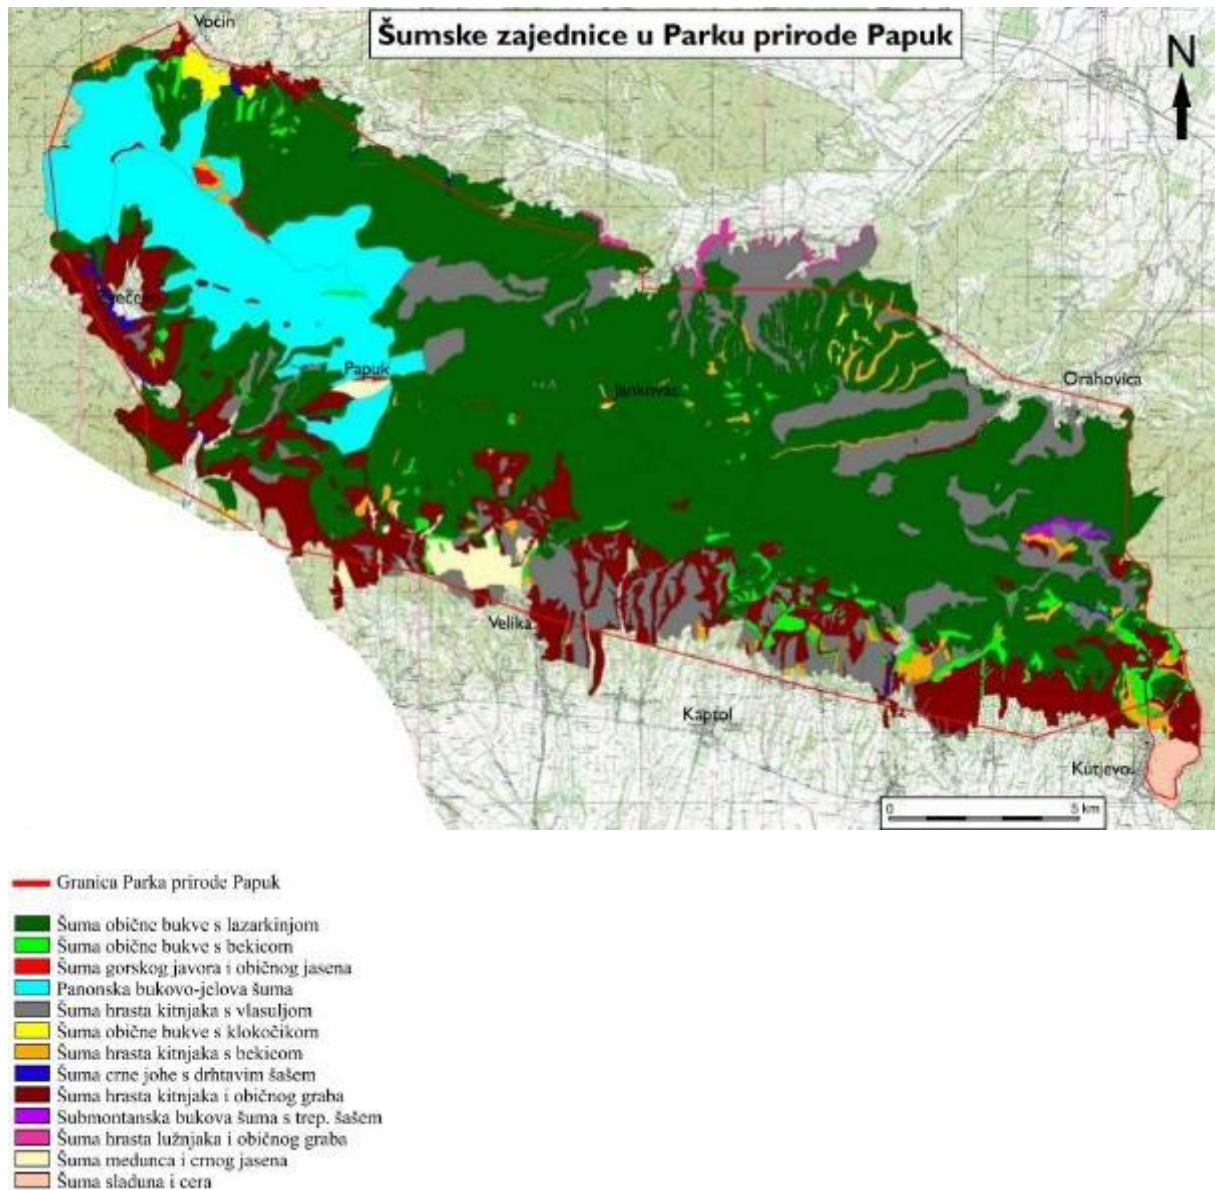 Voćin
Šumske zajednice u Parku prirode Papuk
N
Papuk
Jankovac
Orahovica
Velika
Kaptol
Kutjevo
0 5 km
Granica Parka prirode Papuk
Šuma obične bukve s lazarkinjom
Šuma obične bukve s bekicom
Šuma gorskog javora i običnog jasena
Panonska bukovo-jelova šuma
Šuma hrasta kitnjaka s vlasuljom
Šuma obične bukve s klokočikom
Šuma hrasta kitnjaka s bekicom
Šuma crne johe s drhtavim šašem
Šuma hrasta kitnjaka i običnog graba
Submontanska bukova šuma s trep. šašem
Šuma hrasta lužnjaka i običnog graba
Šuma medunca i crnog jasena
Šuma sladuna i cera